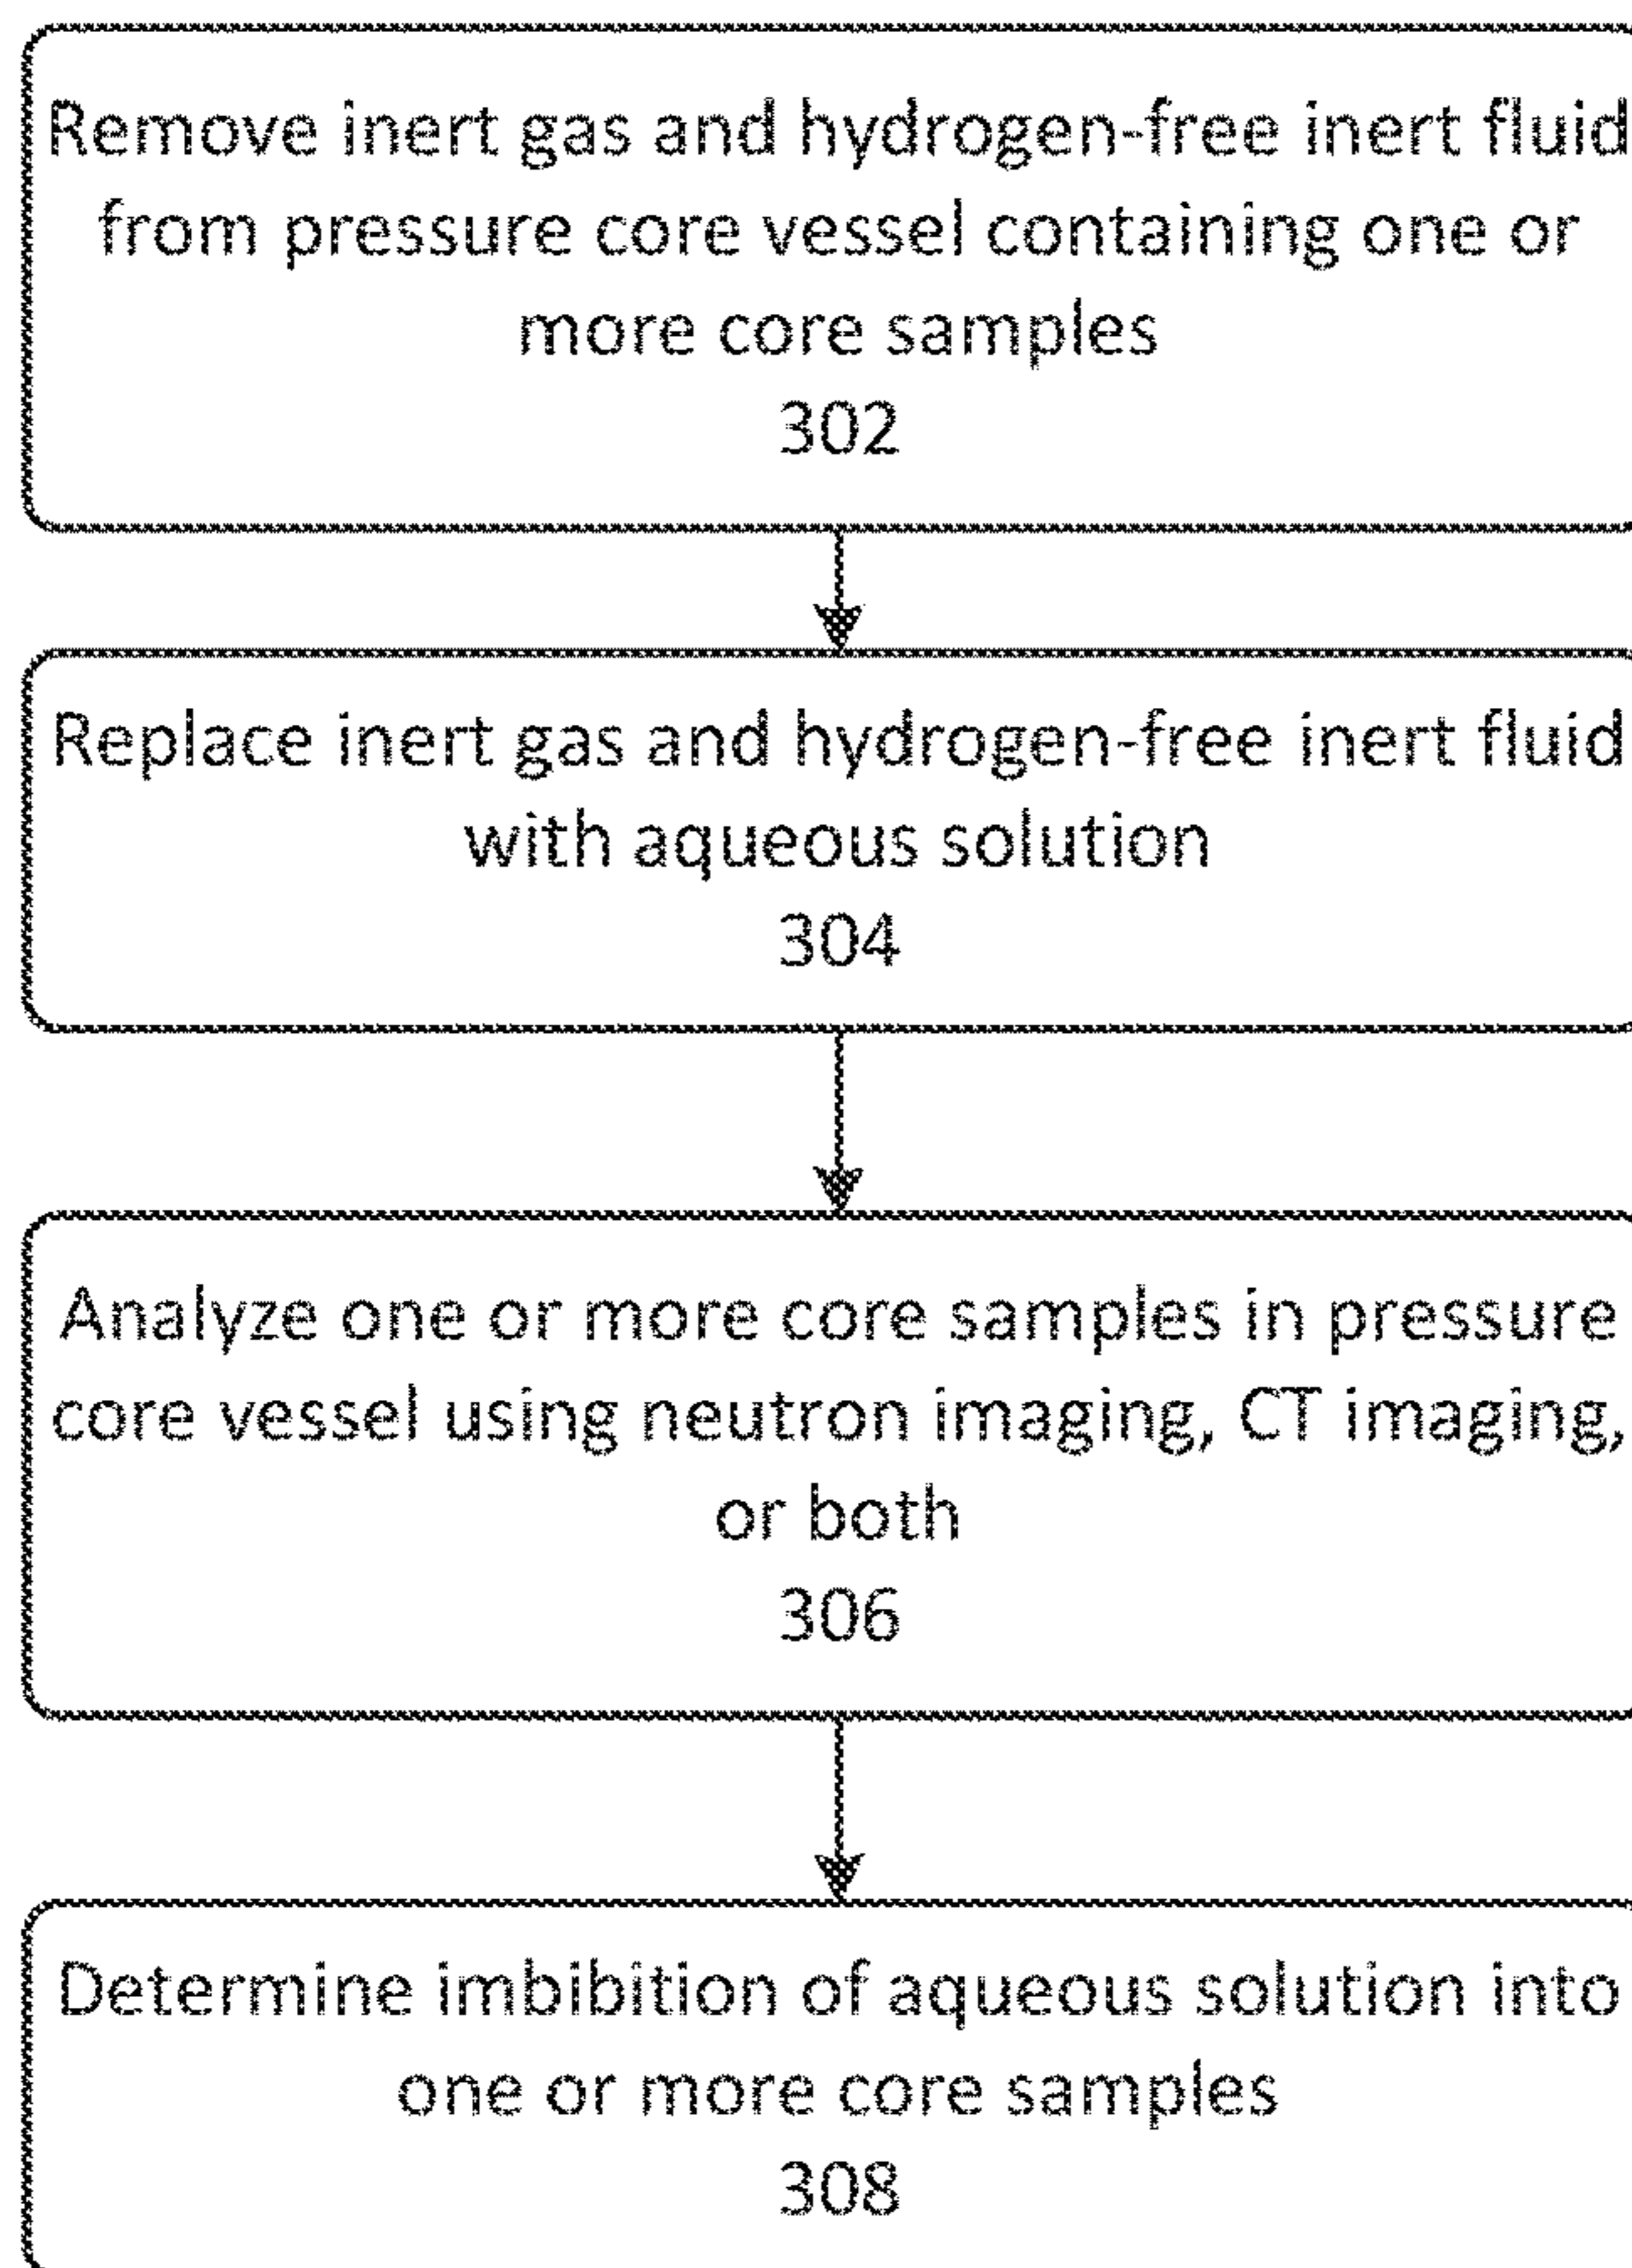 Remove inert gas and hydrogen-free inert fluid
from pressure core vessel containing one or
more core samples
302
Replace inert gas and hydrogen-free inert fluid
with aqueous solution
304
Analyze one or more core samples in pressure
core vessel using neutron imaging, CT imaging,
or both
306
Determine imbibition of aqueous solution into
one or more core samples
308